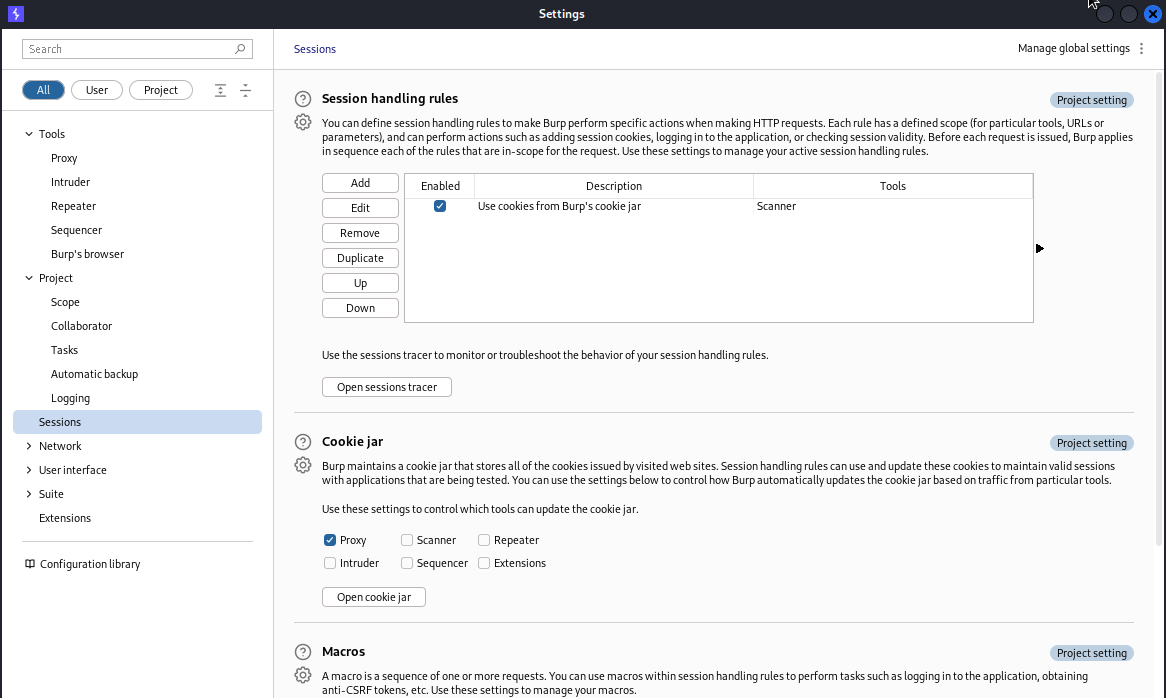 Settings
Search
All
User
Project
Tools
Proxy
Intruder
Repeater
Sequencer
Burp's browser
Project
Scope
Collaborator
Tasks
Automatic backup
Logging
Sessions
Network
User interface
Suite
Extensions
Configuration library
Sessions
Manage global settings
Session handling rules
Project setting
You can define session handling rules to make Burp perform specific actions when making HTTP requests. Each rule has a defined scope (for particular tools, URLs or
parameters), and can perform actions such as adding session cookies, logging in to the application, or checking session validity. Before each request is issued, Burp applies
in sequence each of the rules that are in-scope for the request. Use these settings to manage your active session handling rules.
Add
Edit
Remove
Duplicate
Up
Down
Enabled Description Tools
Use cookies from Burp's cookie jar Scanner
Use the sessions tracer to monitor or troubleshoot the behavior of your session handling rules.
Open sessions tracer
Cookie jar
Project setting
Burp maintains a cookie jar that stores all of the cookies issued by visited web sites. Session handling rules can use and update these cookies to maintain valid sessions
with applications that are being tested. You can use the settings below to control how Burp automatically updates the cookie jar based on traffic from particular tools.
Use these settings to control which tools can update the cookie jar.
Proxy Scanner Repeater
Intruder Sequencer Extensions
Open cookie jar
Macros
Project setting
A macro is a sequence of one or more requests. You can use macros within session handling rules to perform tasks such as logging in to the application, obtaining
anti-CSRF tokens, etc. Use these settings to manage your macros.